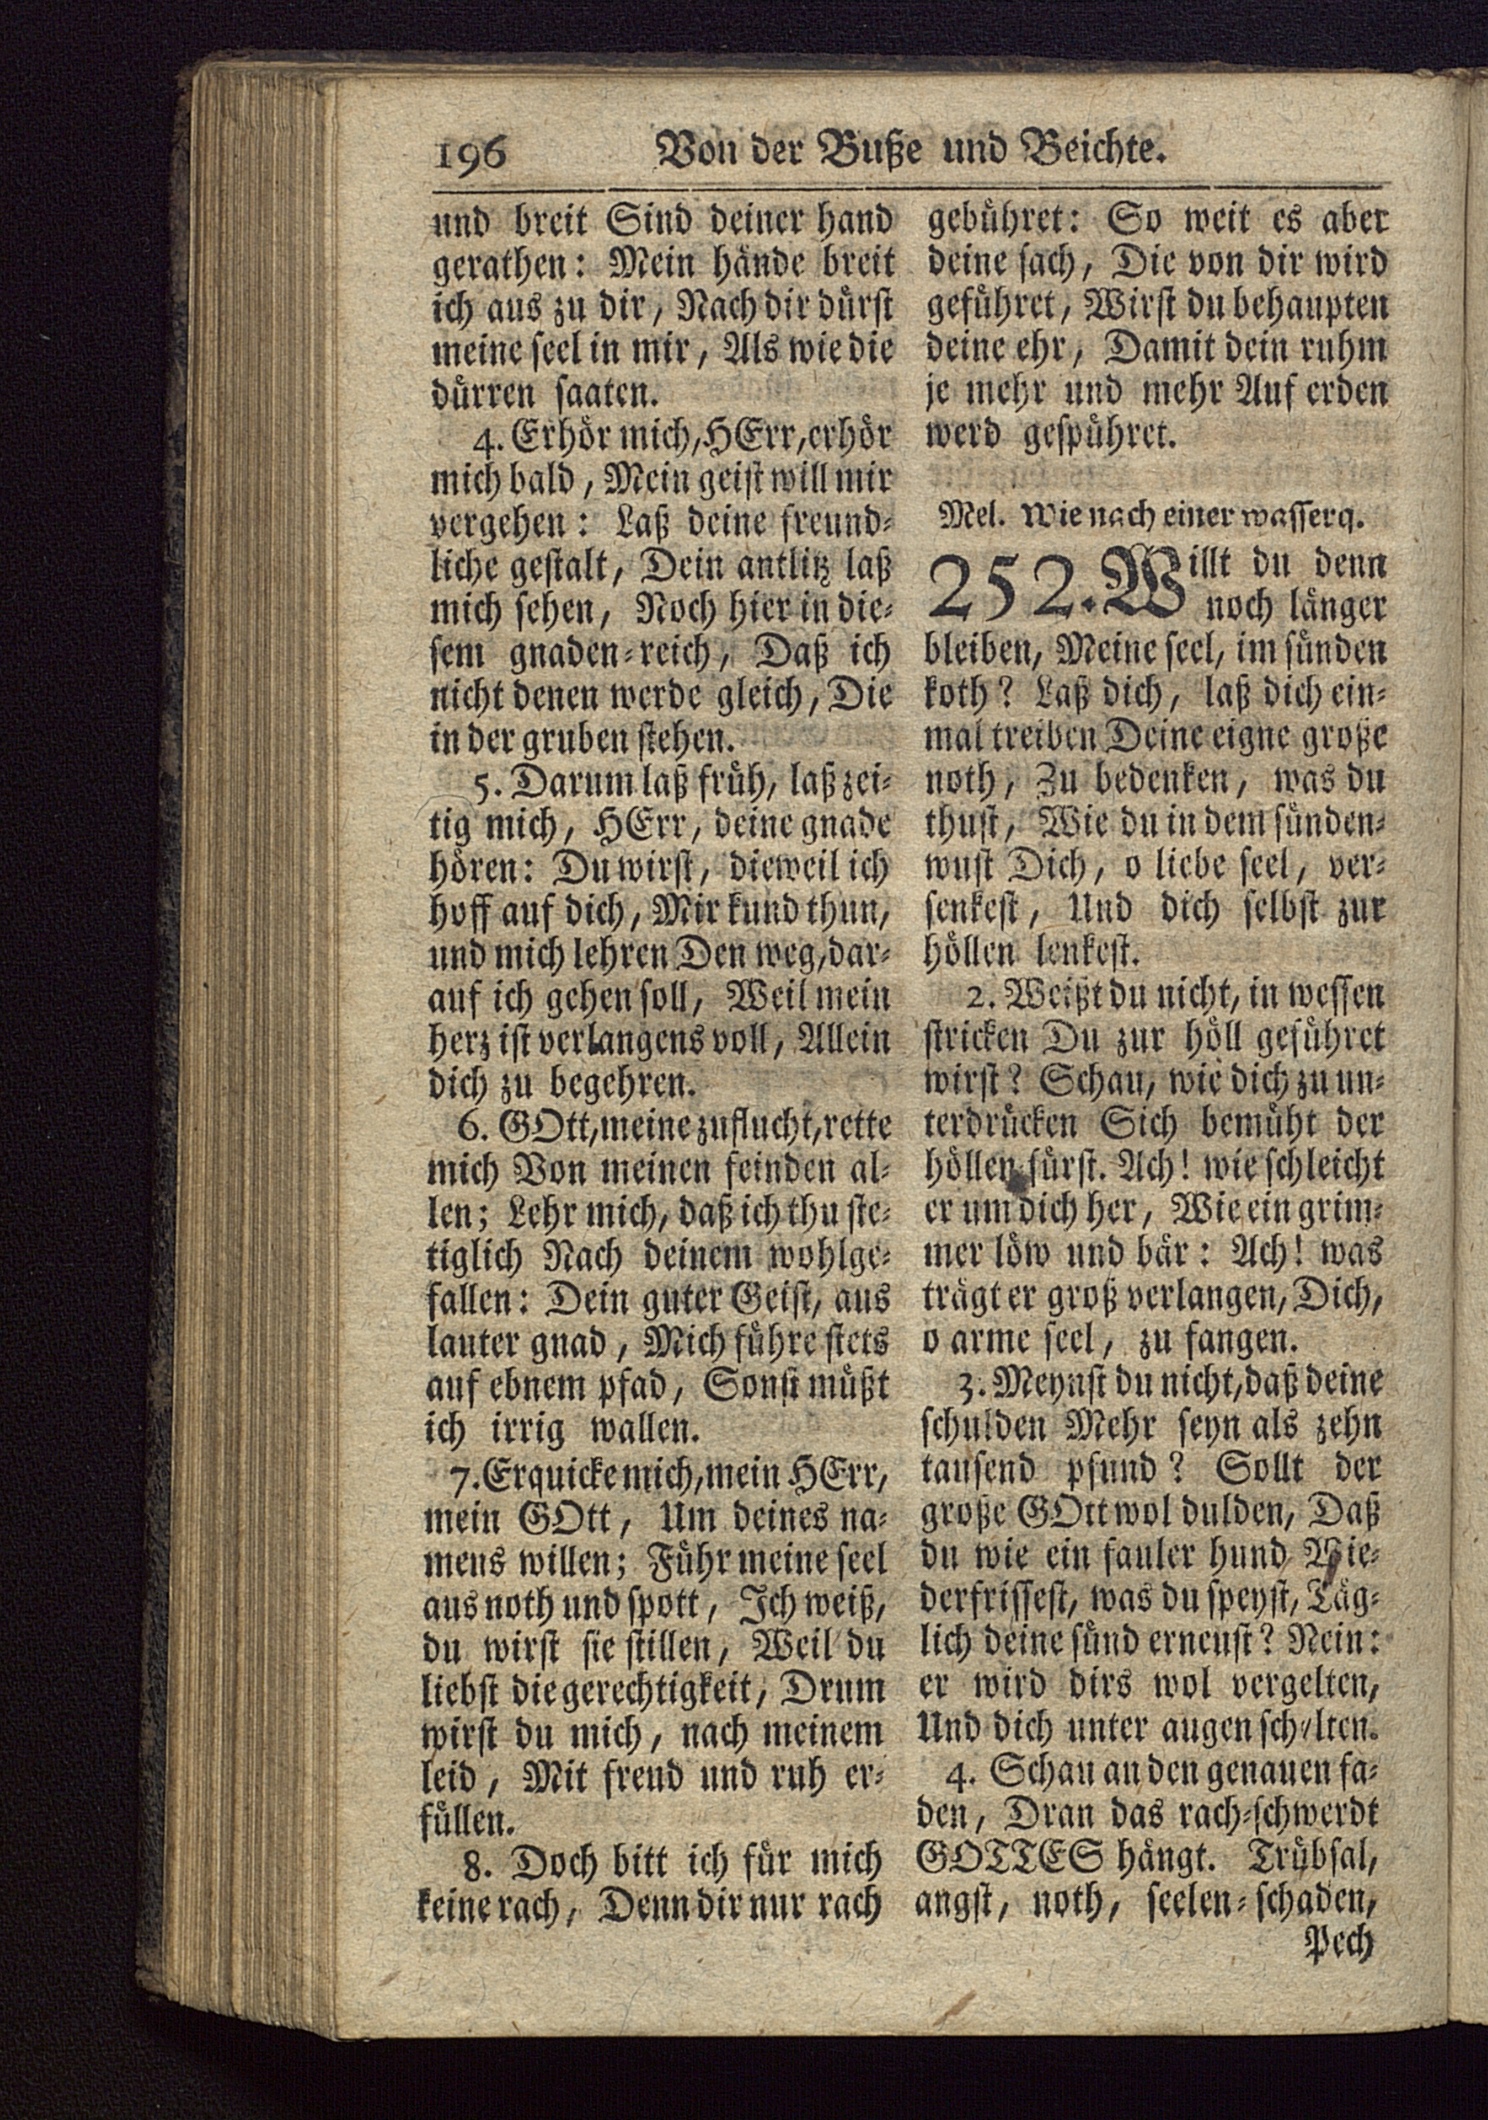 196 Von der Buße und Beichte.
und breit Sind deiner hand
gerathen: Mein hände breit
ich aus zu dir, Nach dir dürst
meine seel in mir, Als wie die
dürren saaten.
4. Erhör mich, HErr, erhör
mich bald, Mein geist will mir
vergehen: Laß deine freund-
liche gestalt, Dein antlitz laß
mich sehen, Noch hier in die-
sem gnaden-reich, Daß ich
nicht denen werde gleich, Die
in der gruben stehen.
5. Darum laß früh, laß zei-
tig mich, HErr, deine gnade
hören: Du wirst, dieweil ich
hoff auf dich, Mir kund thun,
und mich lehren Den weg, dar-
auf ich gehen soll, Weil mein
herz ist verlangens voll, Allein
dich zu begehren.
6. GOtt, meine zuflucht, rette
mich Von meinen feinden al-
len; Lehr mich, daß ich thu ste-
tiglich Nach deinem wohlge-
fallen: Dein guter Geist, aus
lauter gnad, Mich führe stets
auf ebnem pfad, Sonst müßt
ich irrig wallen.
7. Erquicke mich, mein HErr,
mein GOtt, Um deines na-
mens willen; Führ meine seel
aus noth und spott, Ich weiß,
du wirst sie stillen, Weil du
liebst die gerechtigkeit, Drum
wirst du mich, nach meinem
leid, Mit freud und ruh er-
füllen.
8. Doch bitt ich für mich
keine rach, Denn dir nur rach
gebühret: So weit es aber
deine sach, Die von dir wird
geführet, Wirst du behaupten
deine ehr, Damit dein ruhm
je mehr und mehr Auf erden
werd gespühret.
Mel. Wie nach einer wasserq.
252. Willt du denn
noch länger
bleiben, Meine seel, im sünden
koth? Laß dich, laß dich ein-
mal treiben Deine eigne große
noth, Zu bedenken, was du
thust, Wie du in dem sünden-
wust Dich, o liebe seel, ver-
senkest, Und dich selbst zur
höllen lenkest.
2. Weißt du nicht, in wessen
stricken Du zur höll geführet
wirst? Schau, wie dich zu un-
terdrücken Sich bemüht der
höllen fürst. Ach! wie schleicht
er um dich her, Wie ein grim-
mer löw und bär: Ach! was
trägt er groß verlangen, Dich,
o arme seel, zu fangen.
3. Meynst du nicht, daß deine
schulden Mehr seyn als zehn
tausend pfund? Sollt der
große GOtt wol dulden, Daß
du wie ein fauler hund Wie-
derfrissest, was du speyst, Täg-
lich deine sünd erneust? Nein:
er wird dirs wol vergelten,
Und dich unter augen schelten.
4. Schau an den genauen fa-
den, Dran das rach-schwerdt
GOTTES hängt. Trübsal,
angst, noth, seelen-schaden,
Pech